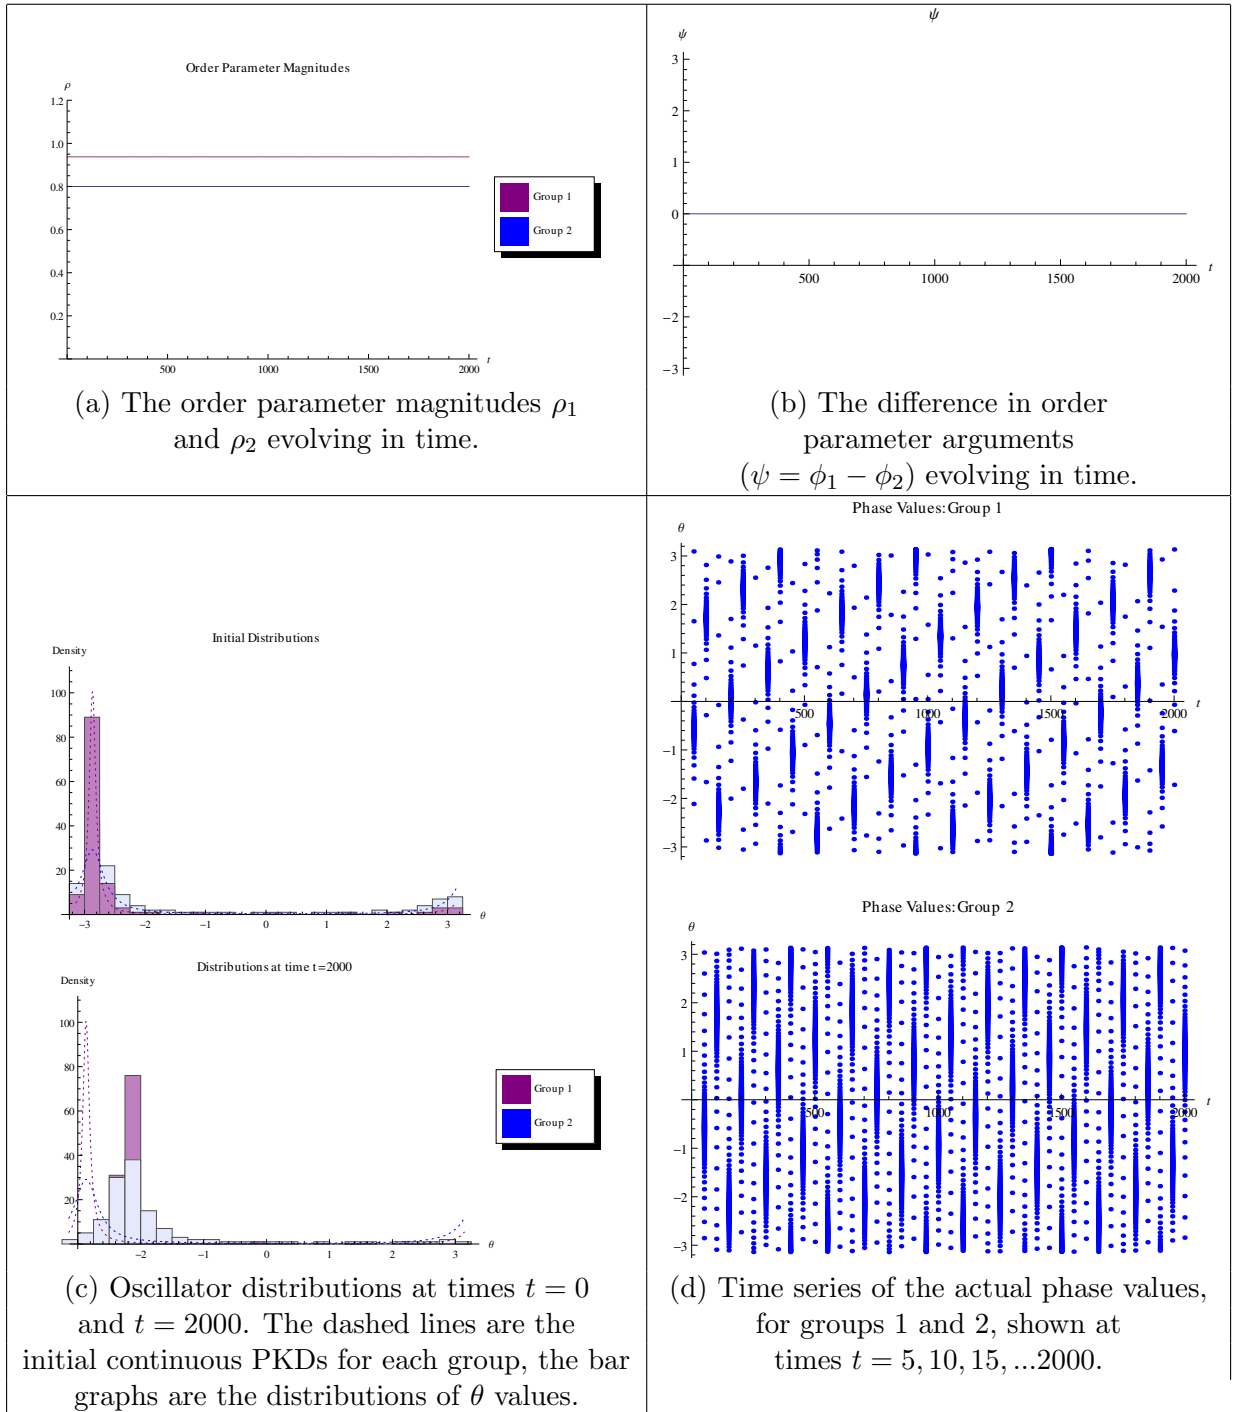 Order Parameter Magnitudes
ρ
1.2
1.0
0.8
0.6
0.4
0.2
500 1000 1500 2000 t
Group 1
Group 2
(a) The order parameter magnitudes ρ₁
and ρ₂ evolving in time.
ψ
ψ
3
2
1
0
-2
-3
500 1000 1500 2000 t
(b) The difference in order
parameter arguments
(ψ = ϕ₁ − ϕ₂) evolving in time.
Initial Distributions
Density
100
80
60
40
20
-3 -2 -1 0 1 2 3 θ
Distributions at time t=2000
Density
100
80
60
40
20
-2 -1 0 1 2 3 θ
Group 1
Group 2
(c) Oscillator distributions at times t = 0
and t = 2000. The dashed lines are the
initial continuous PKDs for each group, the bar
graphs are the distributions of θ values.
Phase Values: Group 1
θ
3
2
1
-1
-2
-3
500 1000 1500 2000 t
Phase Values: Group 2
θ
3
2
1
-1
-2
-3
500 1000 1500 2000 t
(d) Time series of the actual phase values,
for groups 1 and 2, shown at
times t = 5, 10, 15, ...2000.